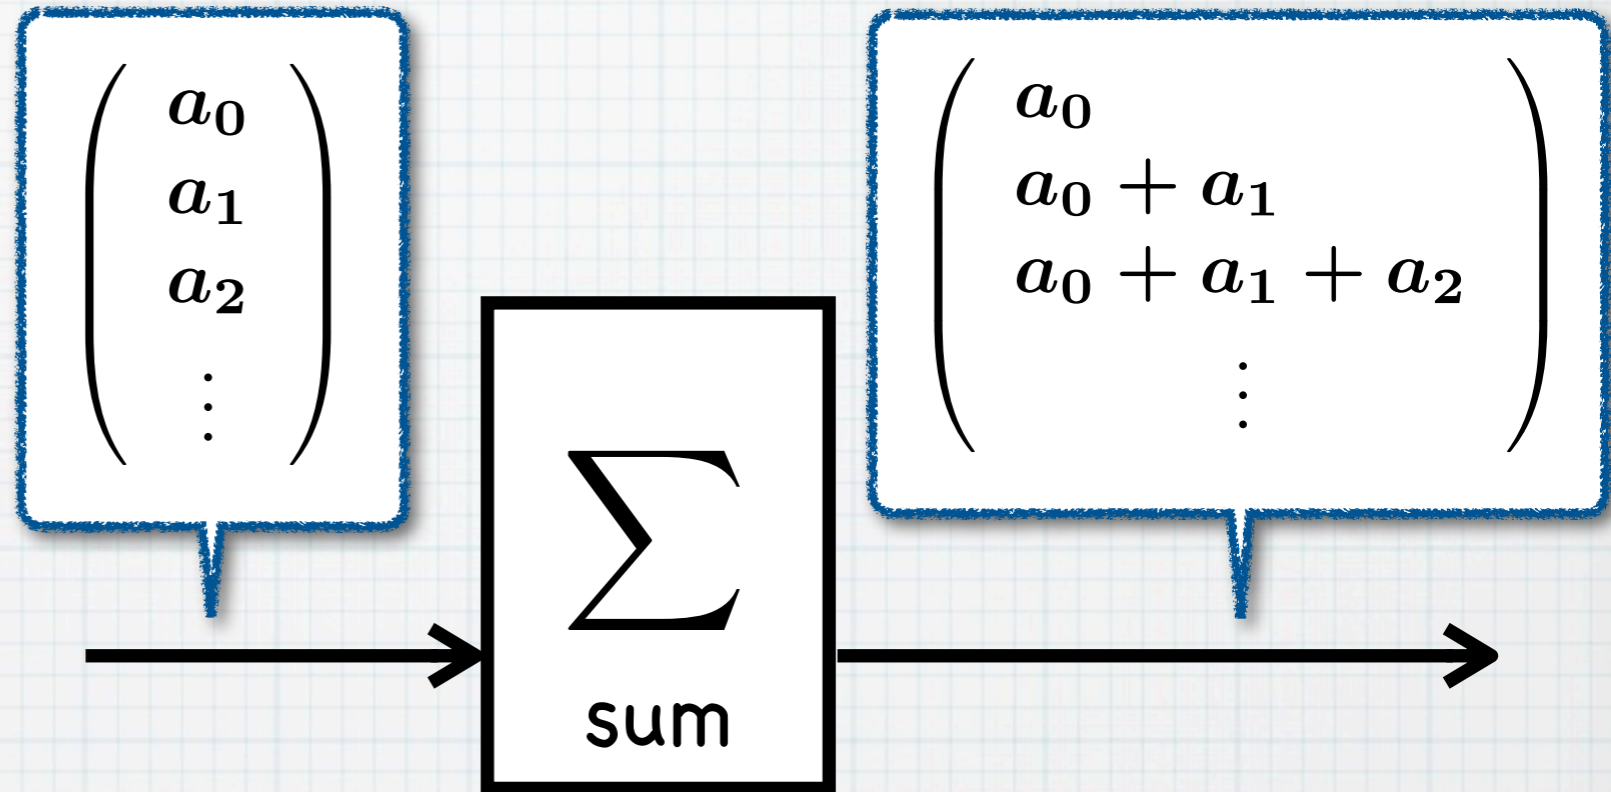 a₀
a₁
a₂
⋮
a₀
a₀ + a₁
a₀ + a₁ + a₂
⋮
∑
sum